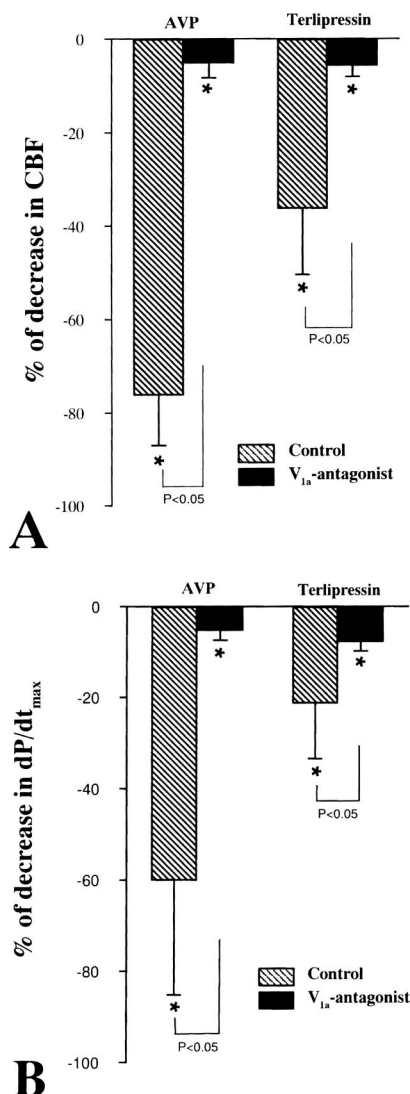 AVP Terlipressin
0
-20
-40
-60
-80
-100
% of decrease in CBF
*
*
*
*
P<0.05
P<0.05
Control
V1a-antagonist
A
AVP Terlipressin
0
-20
-40
-60
-80
-100
% of decrease in dP/dtmax
*
*
*
*
P<0.05
P<0.05
Control
V1a-antagonist
B